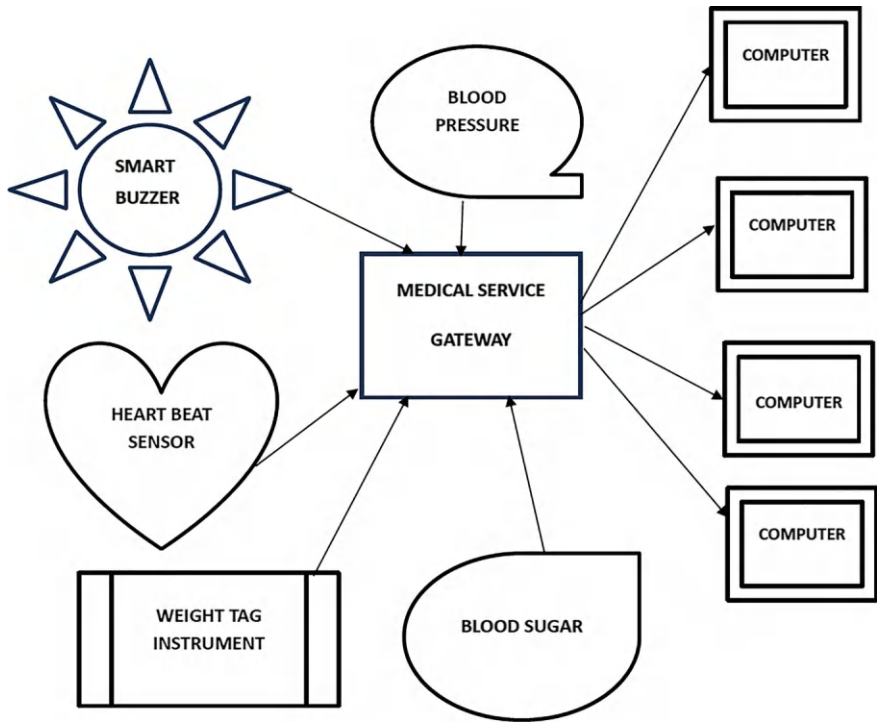 SMART
BUZZER
BLOOD
PRESSURE
COMPUTER
COMPUTER
MEDICAL SERVICE
GATEWAY
HEART BEAT
SENSOR
COMPUTER
COMPUTER
WEIGHT TAG
INSTRUMENT
BLOOD SUGAR